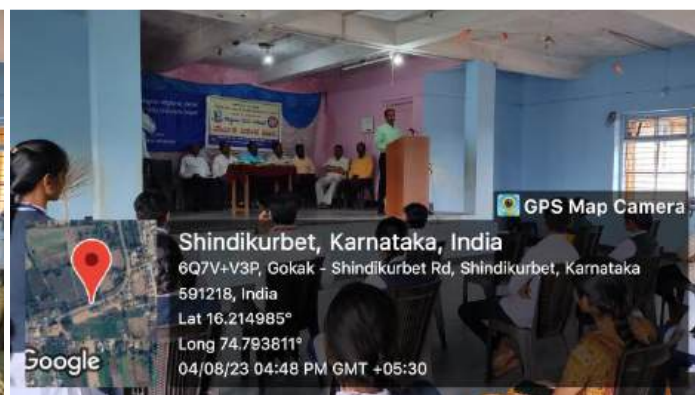 GPS Map Camera
Shindikurbet, Karnataka, India
6Q7V+V3P, Gokak - Shindikurbet Rd, Shindikurbet, Karnataka
591218, India
Lat 16.214985°
Long 74.793811°
04/08/23 04:48 PM GMT +05:30
Google